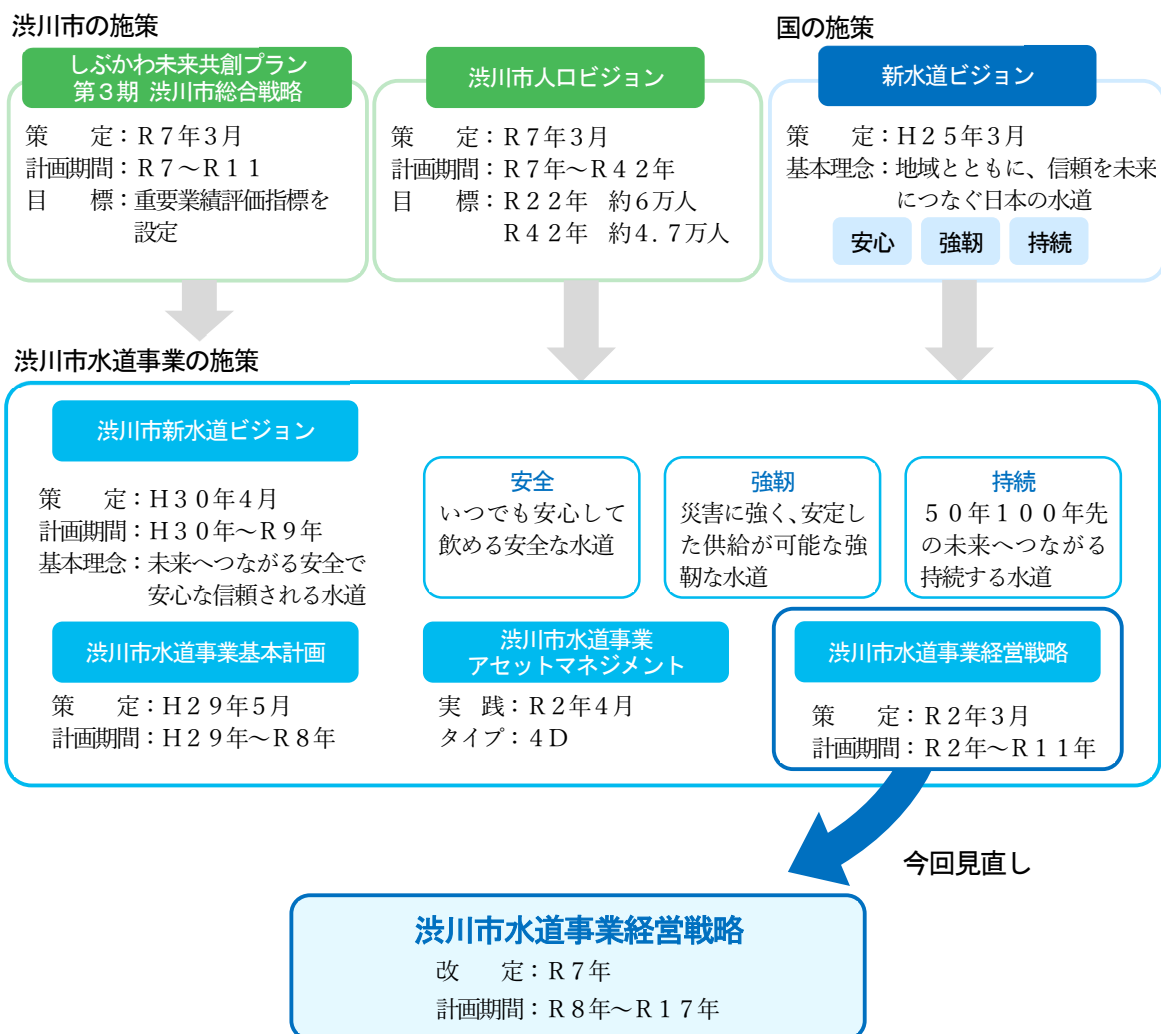 渋川市の施策
しぶかわ未来共創プラン
第３期 渋川市総合戦略
策　　定：Ｒ７年３月
計画期間：Ｒ７～Ｒ１１
目　　標：重要業績評価指標を
設定
渋川市人口ビジョン
策　　定：Ｒ７年３月
計画期間：Ｒ７年～Ｒ４２年
目　　標：Ｒ２２年　約６万人
Ｒ４２年　約４．７万人
国の施策
新水道ビジョン
策　　定：Ｈ２５年３月
基本理念：地域とともに、信頼を未来
につなぐ日本の水道
安心
強靭
持続
渋川市水道事業の施策
渋川市新水道ビジョン
策　　定：Ｈ３０年４月
計画期間：Ｈ３０年～Ｒ９年
基本理念：未来へつながる安全で
安心な信頼される水道
安全
いつでも安心して
飲める安全な水道
強靭
災害に強く、安定し
た供給が可能な強
靭な水道
持続
５０年１００年先
の未来へつながる
持続する水道
渋川市水道事業基本計画
策　　定：Ｈ２９年５月
計画期間：Ｈ２９年～Ｒ８年
渋川市水道事業
アセットマネジメント
実　践：Ｒ２年４月
タイプ：４Ｄ
渋川市水道事業経営戦略
策　　定：Ｒ２年３月
計画期間：Ｒ２年～Ｒ１１年
今回見直し
渋川市水道事業経営戦略
改　　定：Ｒ７年
計画期間：Ｒ８年～Ｒ１７年